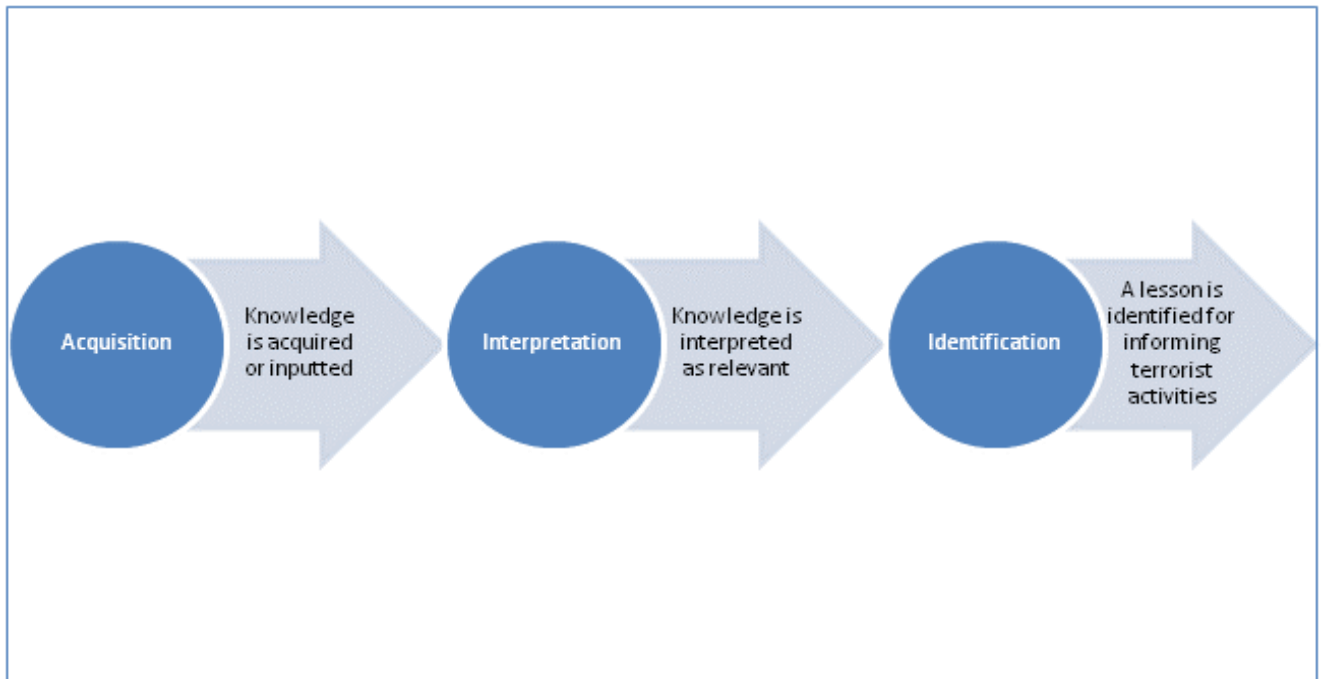 Acquisition
Knowledge
is acquired
or inputted
Interpretation
Knowledge is
interpreted
as relevant
Identification
A lesson is
identified for
informing
terrorist
activities